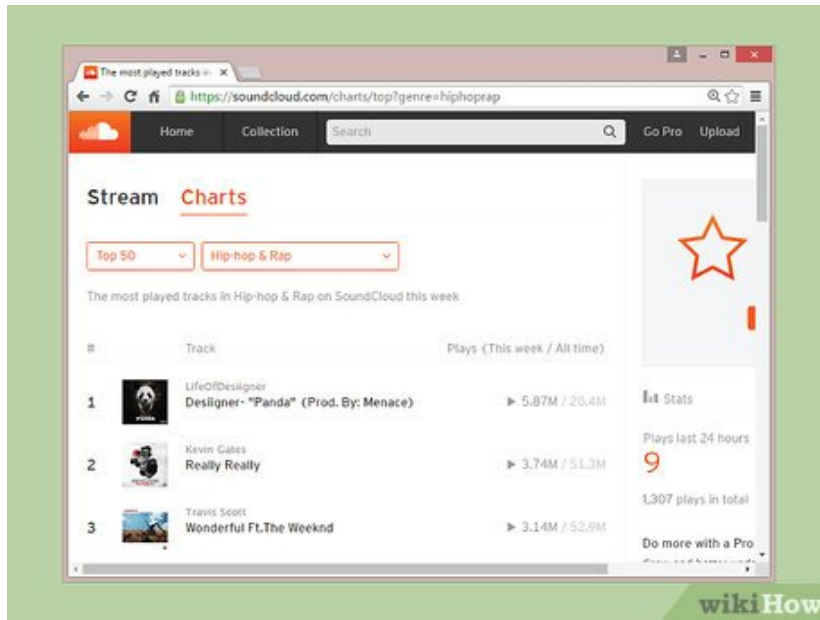 The most played tracks in
https://soundcloud.com/charts/top?genre=hiphoprap
Home Collection Search Go Pro Upload
Stream Charts
Top 50 Hip-hop & Rap
The most played tracks in Hip-hop & Rap on SoundCloud this week
# Track Plays (This week / All time)
LifeOfDesiigner
1 Desiigner- "Panda" (Prod. By: Menace) 5.87M / 20.4M
Kevin Gates
2 Really Really 3.74M / 51.3M
Travis Scott
3 Wonderful Ft.The Weeknd 3.14M / 52.9M
Stats
Plays last 24 hours
9
1,307 plays in total
Do more with a Pro
wikiHow